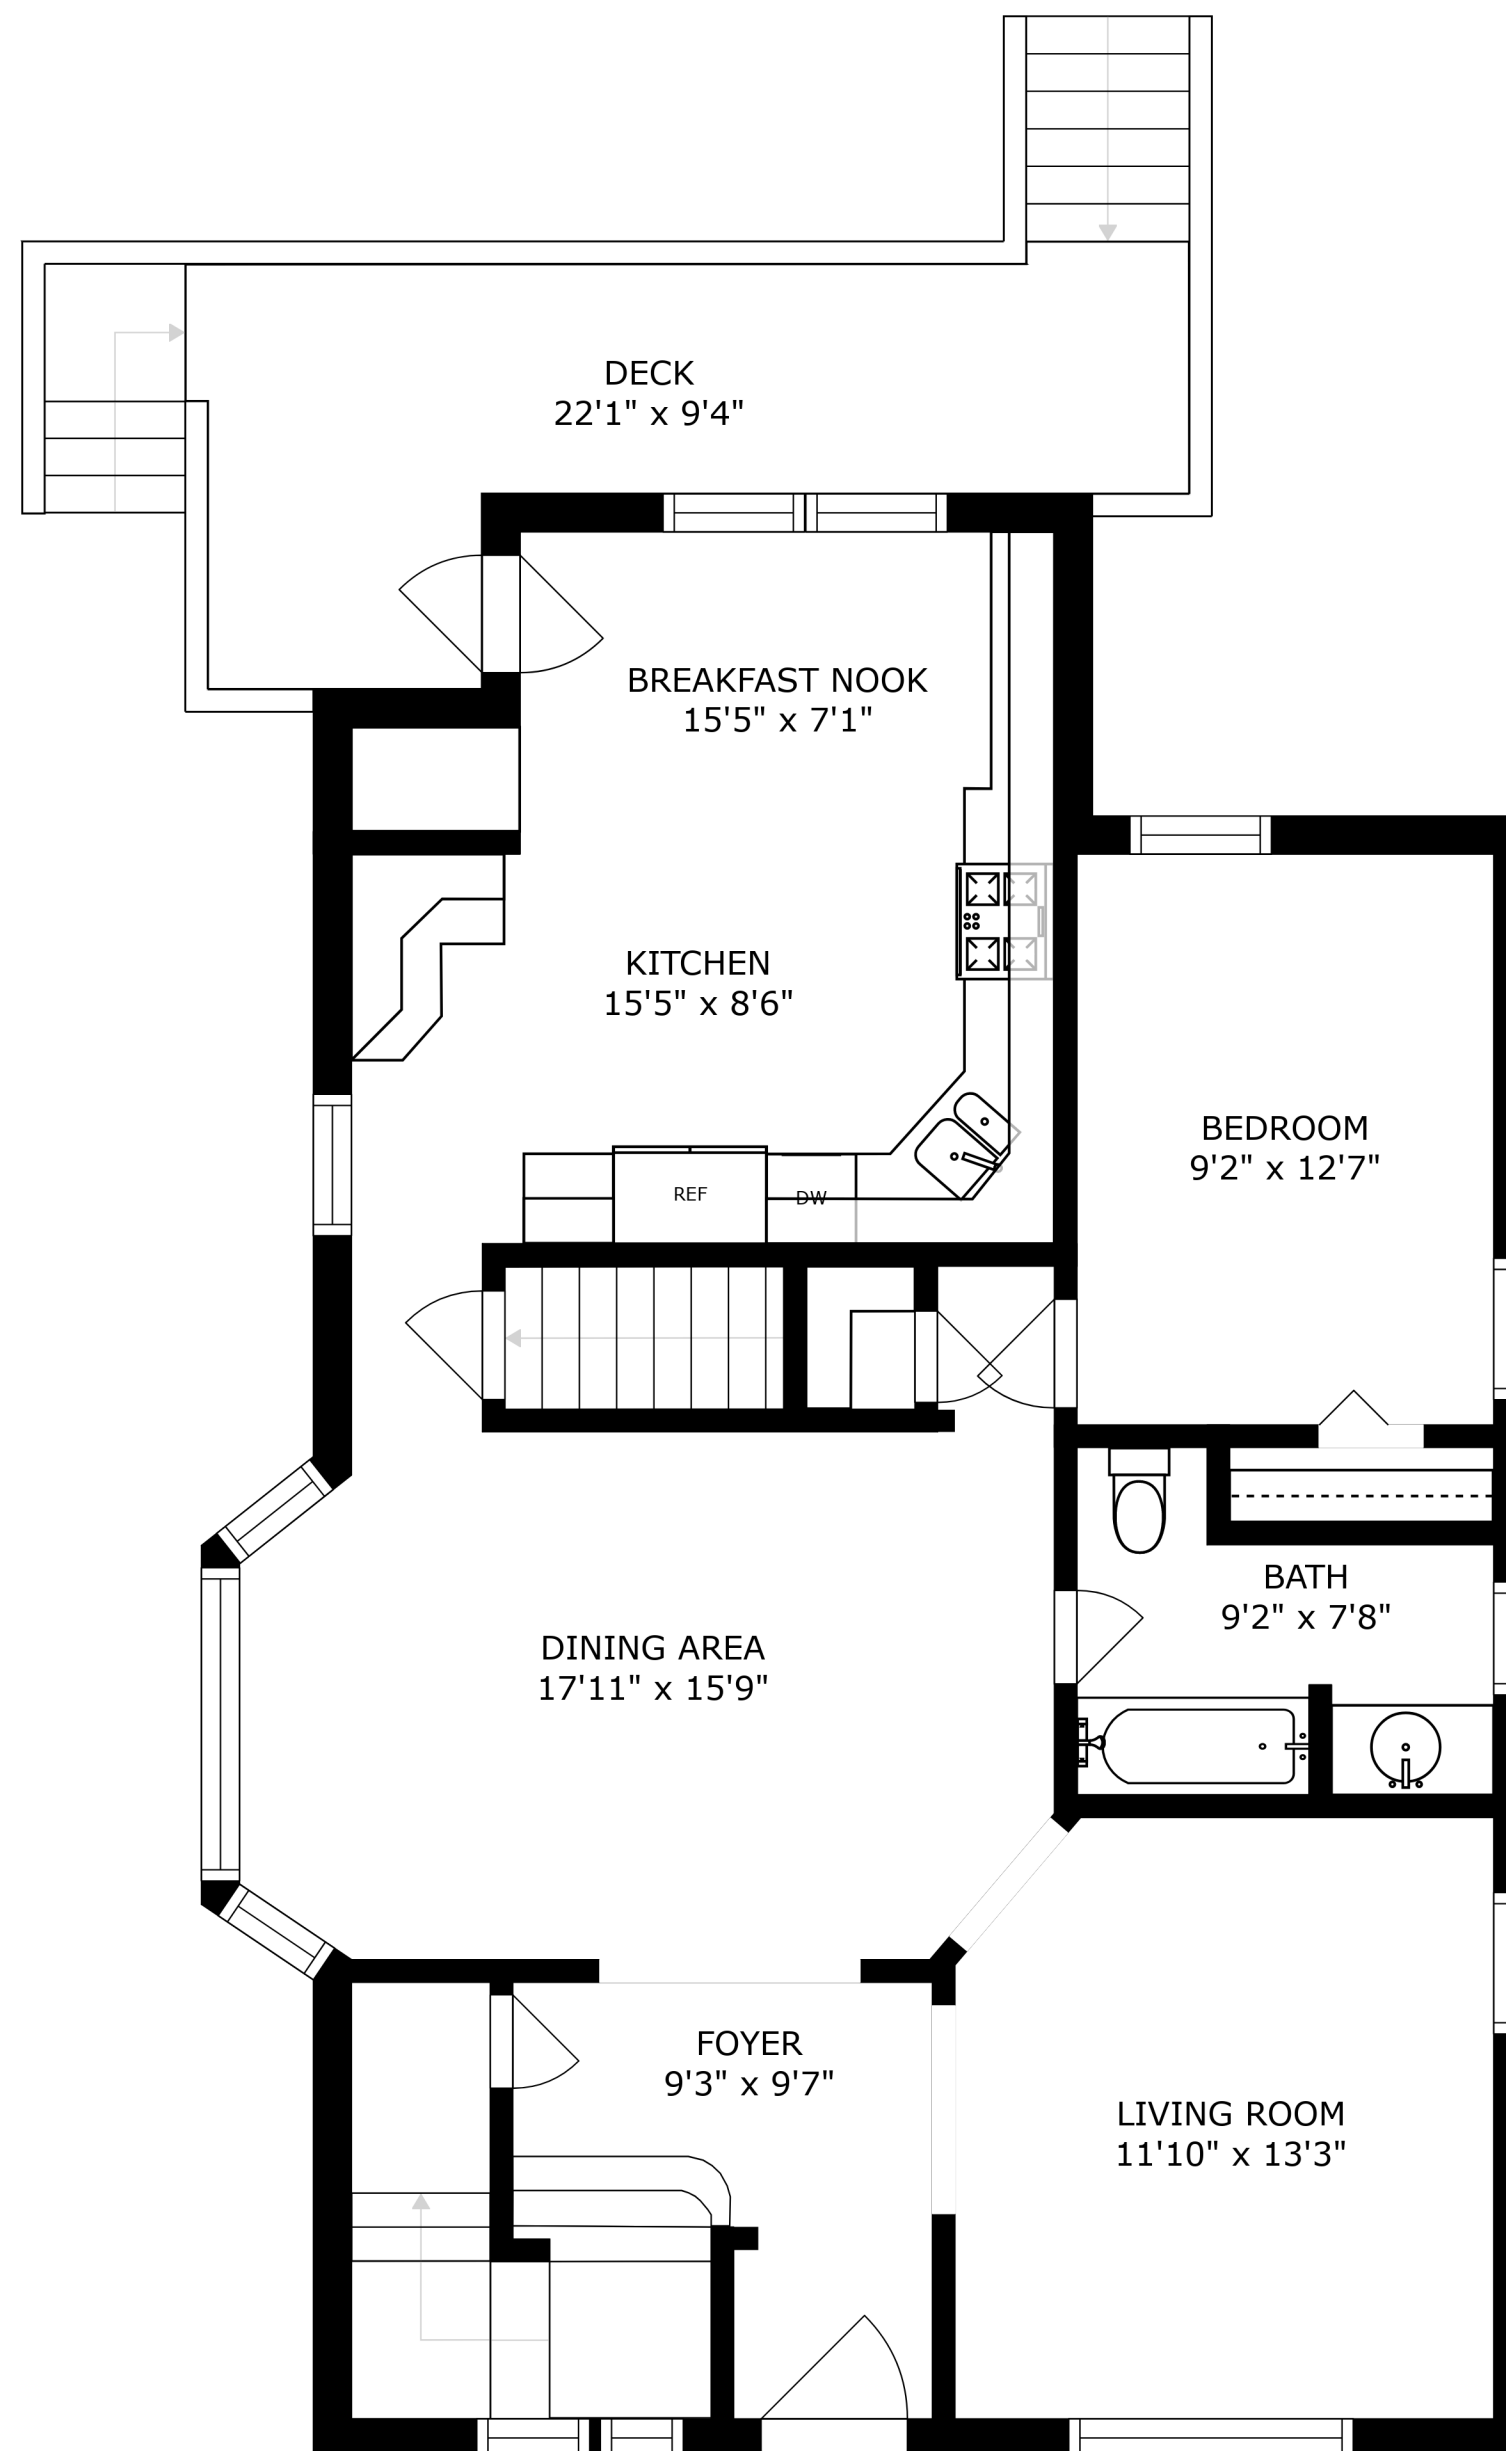 DECK
22'1" x 9'4"
BREAKFAST NOOK
15'5" x 7'1"
KITCHEN
15'5" x 8'6"
BEDROOM
9'2" x 12'7"
REF
DW
BATH
9'2" x 7'8"
DINING AREA
17'11" x 15'9"
FOYER
9'3" x 9'7"
LIVING ROOM
11'10" x 13'3"